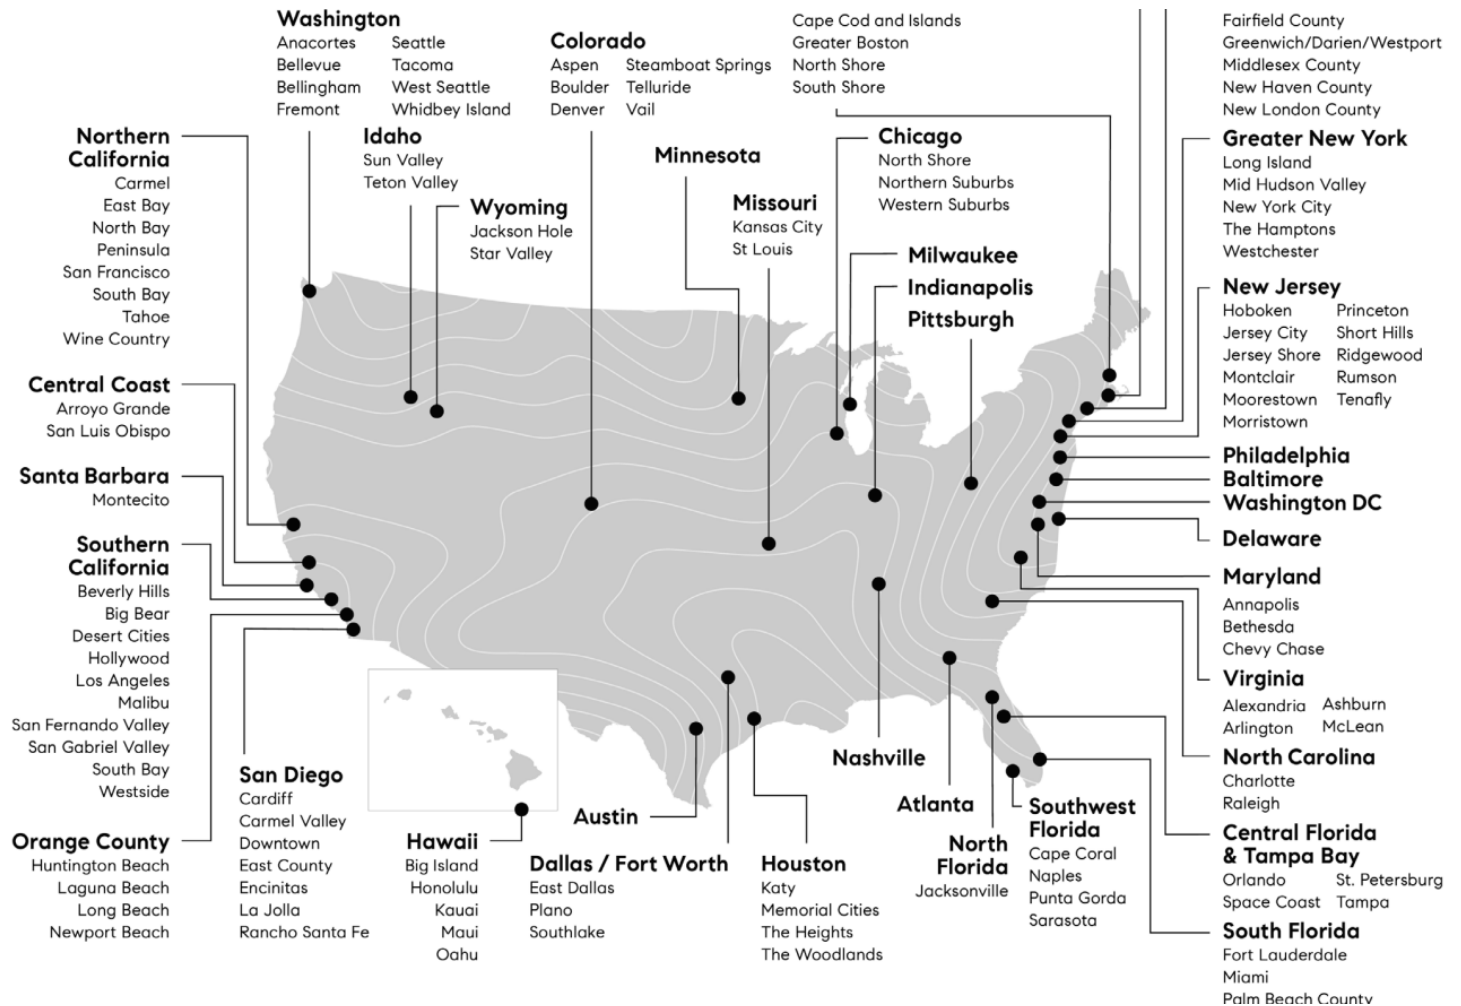 Washington
Anacortes Seattle
Bellevue Tacoma
Bellingham West Seattle
Fremont Whidbey Island
Colorado
Aspen Steamboat Springs
Boulder Telluride
Denver Vail
Cape Cod and Islands
Greater Boston
North Shore
South Shore
Fairfield County
Greenwich/Darien/Westport
Middlesex County
New Haven County
New London County
Northern
California
Carmel
East Bay
North Bay
Peninsula
San Francisco
South Bay
Tahoe
Wine Country
Idaho
Sun Valley
Teton Valley
Wyoming
Jackson Hole
Star Valley
Minnesota
Missouri
Kansas City
St Louis
Chicago
North Shore
Northern Suburbs
Western Suburbs
Milwaukee
Indianapolis
Pittsburgh
Greater New York
Long Island
Mid Hudson Valley
New York City
The Hamptons
Westchester
New Jersey
Hoboken Princeton
Jersey City Short Hills
Jersey Shore Ridgewood
Montclair Rumson
Moorestown Tenafly
Morristown
Central Coast
Arroyo Grande
San Luis Obispo
Santa Barbara
Montecito
Southern
California
Beverly Hills
Big Bear
Desert Cities
Hollywood
Los Angeles
Malibu
San Fernando Valley
San Gabriel Valley
South Bay
Westside
Orange County
Huntington Beach
Laguna Beach
Long Beach
Newport Beach
San Diego
Cardiff
Carmel Valley
Downtown
East County
Encinitas
La Jolla
Rancho Santa Fe
Hawaii
Big Island
Honolulu
Kauai
Maui
Oahu
Austin
Dallas / Fort Worth
East Dallas
Plano
Southlake
Houston
Katy
Memorial Cities
The Heights
The Woodlands
Nashville
Atlanta
North
Florida
Jacksonville
Southwest
Florida
Cape Coral
Naples
Punta Gorda
Sarasota
Philadelphia
Baltimore
Washington DC
Delaware
Maryland
Annapolis
Bethesda
Chevy Chase
Virginia
Alexandria Ashburn
Arlington McLean
North Carolina
Charlotte
Raleigh
Central Florida
& Tampa Bay
Orlando St. Petersburg
Space Coast Tampa
South Florida
Fort Lauderdale
Miami
Palm Beach County